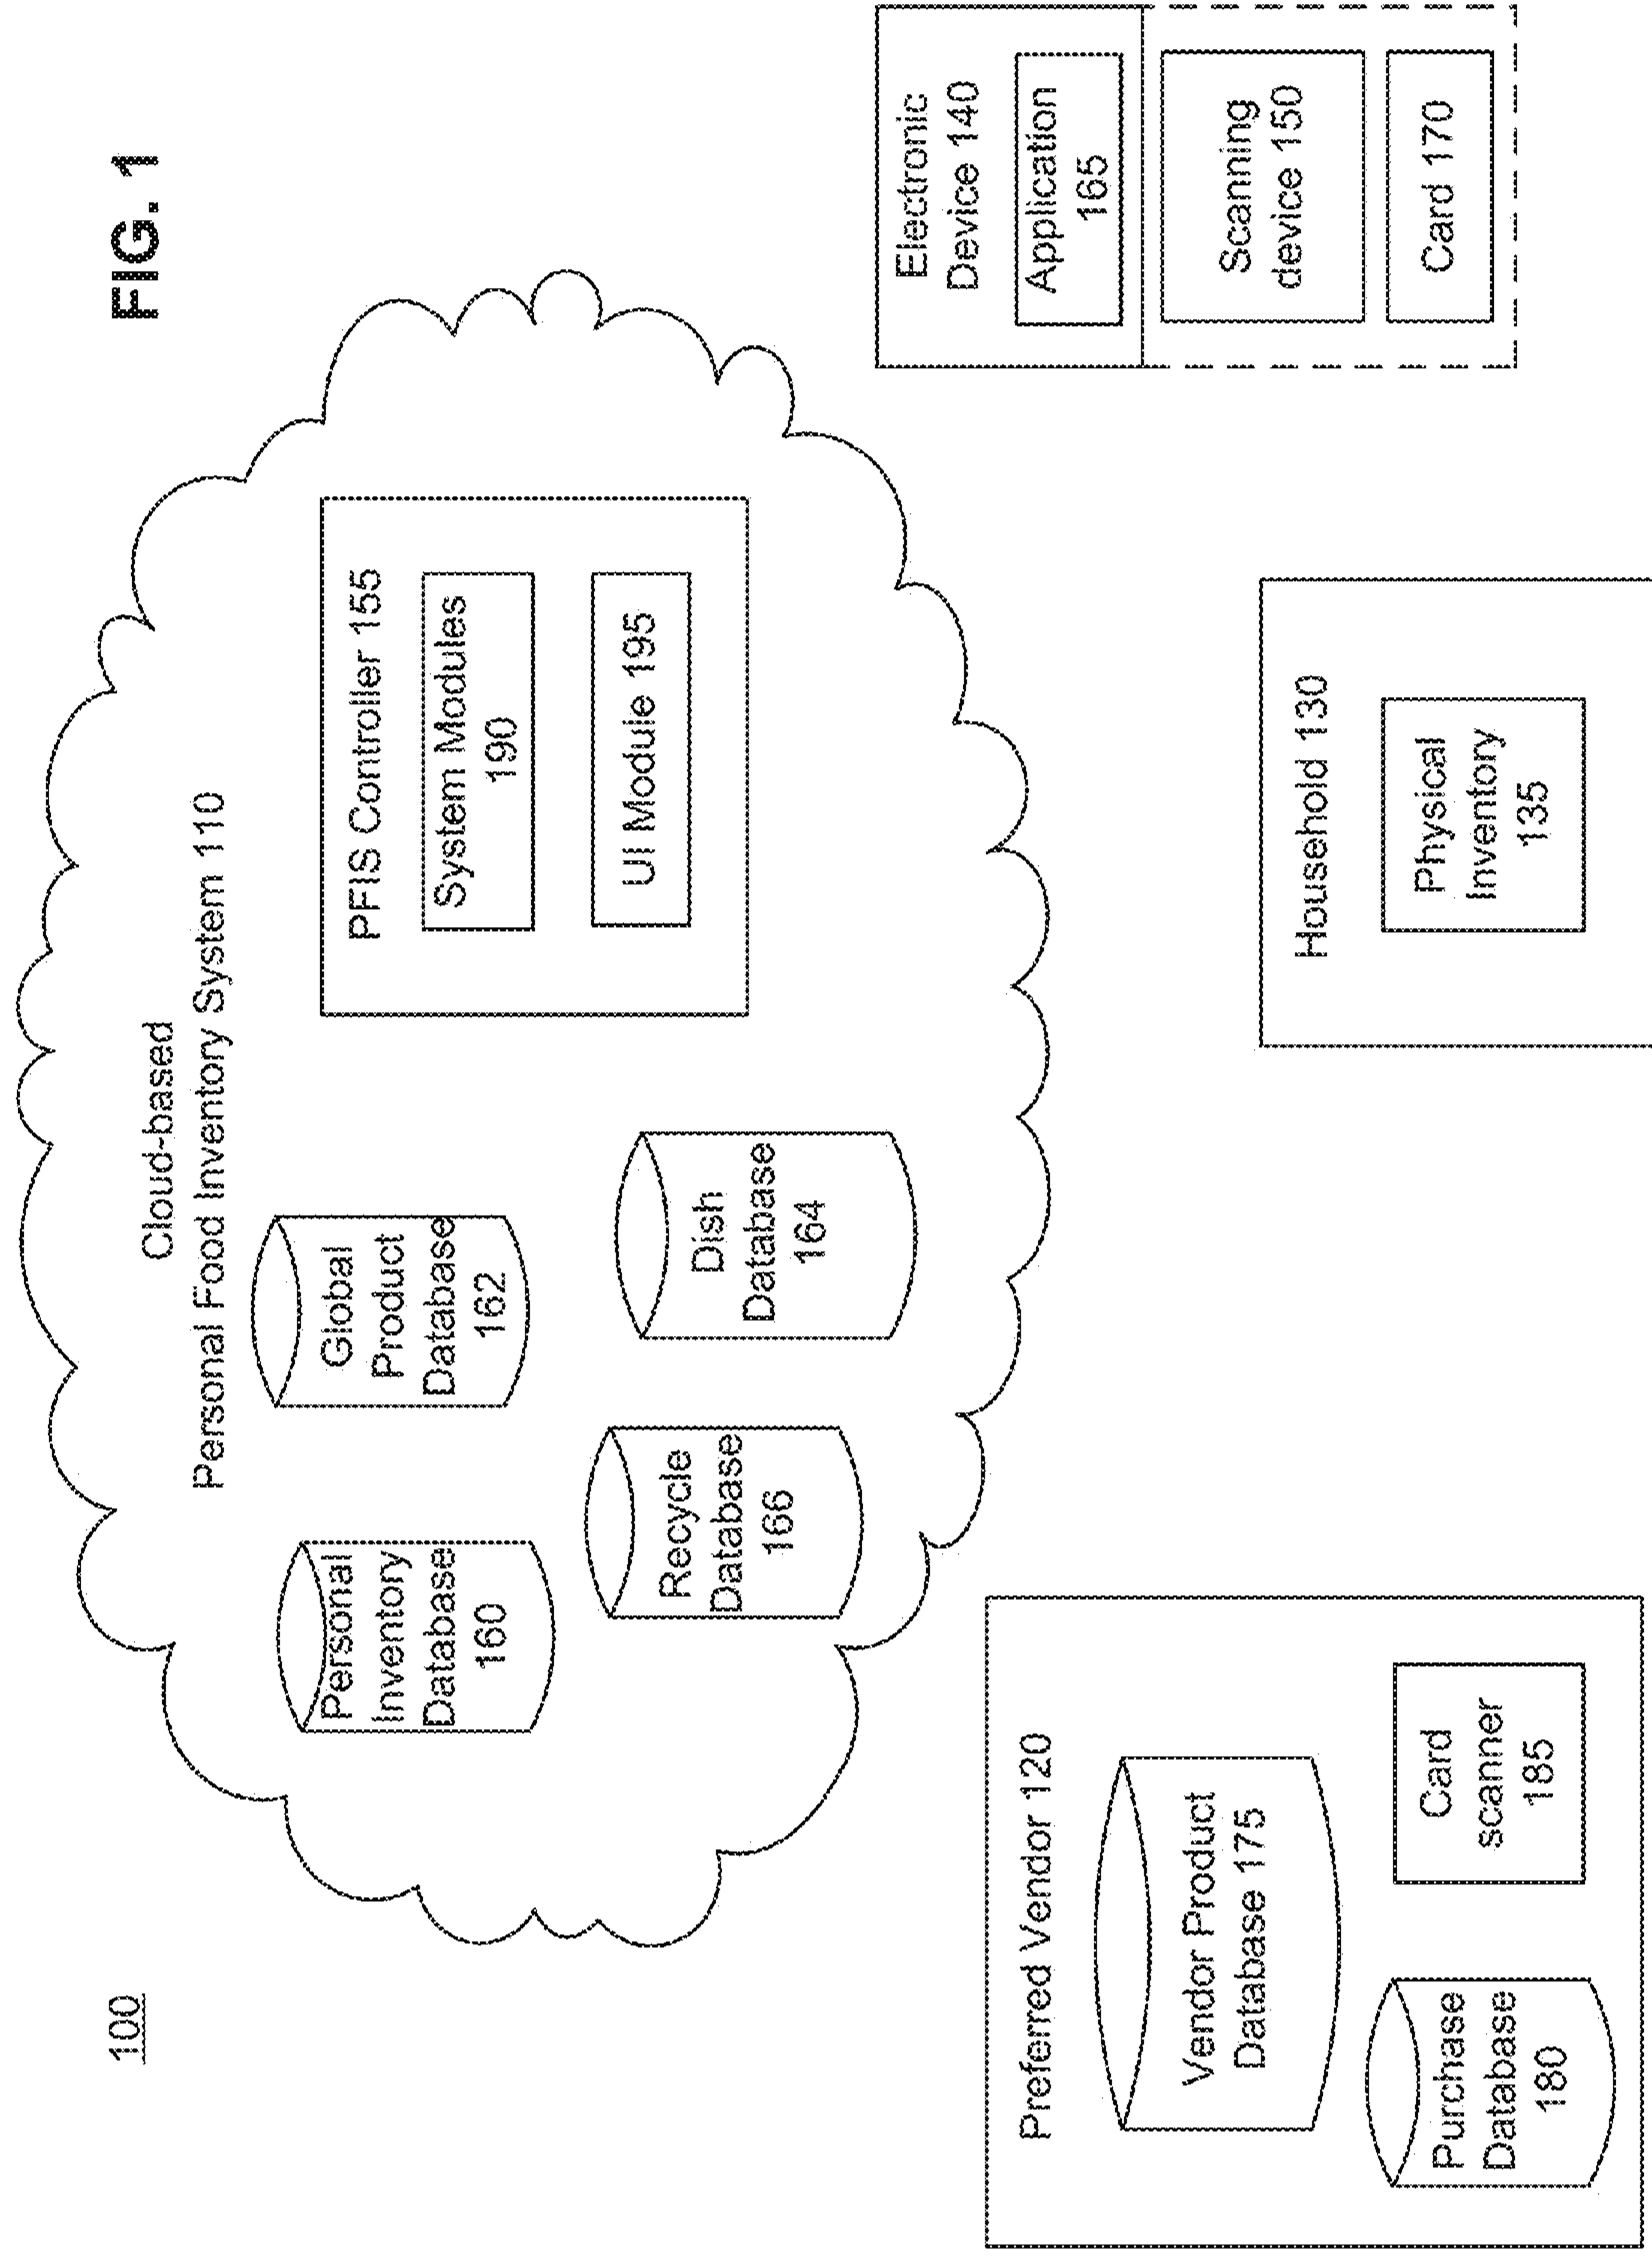 FIG. 1
100
Cloud-based
Personal Food Inventory System 110
Personal
Inventory
Database
160
Global
Product
Database
162
Recycle
Database
166
Dish
Database
164
PFIS Controller 155
System Modules
190
UI Module 195
Preferred Vendor 120
Vendor Product
Database 175
Purchase
Database
180
Card
scanner
185
Household 130
Physical
Inventory
135
Electronic
Device 140
Application
165
Scanning
device 150
Card 170